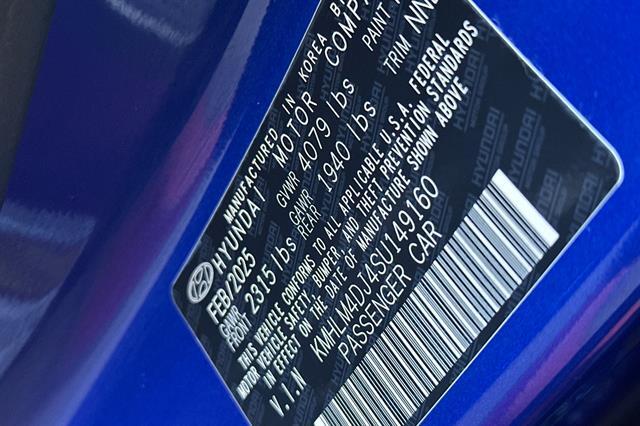 MANUFACTURED IN KOREA B
HYUNDAI MOTOR COMP
FEB/2025 GVWR 4079 lbs PAINT
GAWR FRONT 2315 lbs GAWR REAR 1940 lbs TRIM NN
THIS VEHICLE CONFORMS TO ALL APPLICABLE U.S.A. FEDERAL
MOTOR VEHICLE SAFETY BUMPER, AND THEFT PREVENTION STANDARDS
IN EFFECT ON THE DATE OF MANUFACTURE SHOWN ABOVE
V.I.N KMHLM4DJ4SU149160
PASSENGER CAR